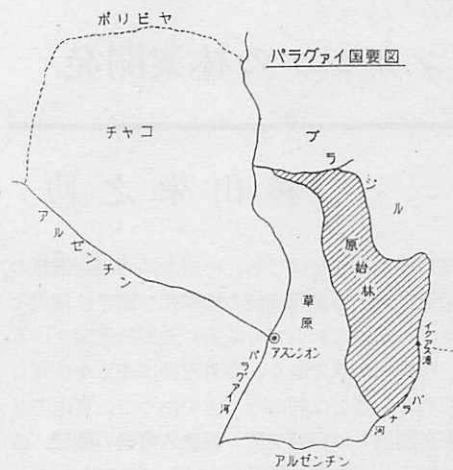 ボリビヤ
パラグァイ国要図
チャコ
ブラジル
アルゼンチン
原始林
草原
アスンシオン
イグアス滝
パラグアイ河
パラナ河
アルゼンチン